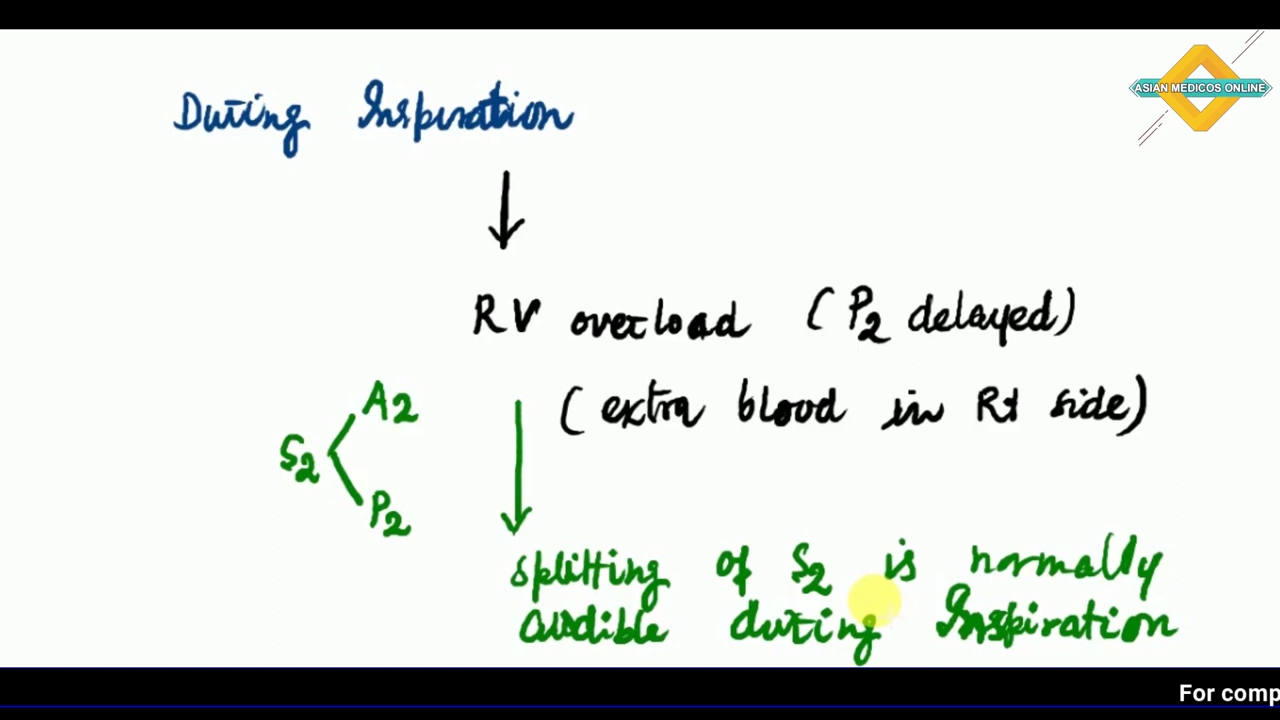 ASIAN MEDICOS ONLINE
During Inspiration
RV overload (P2 delayed)
(extra blood in Rt side)
S2
A2
P2
splitting of S2 is normally
audible during Inspiration
For comp